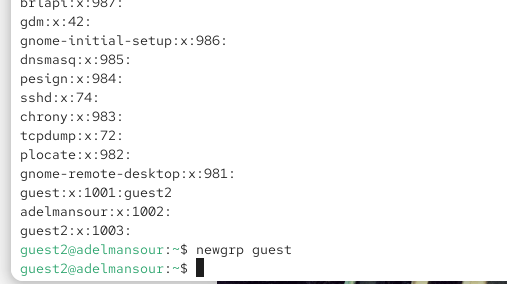 brlapi:x:987:
gdm:x:42:
gnome-initial-setup:x:986:
dnsmasq:x:985:
pesign:x:984:
sshd:x:74:
chrony:x:983:
tcpdump:x:72:
plocate:x:982:
gnome-remote-desktop:x:981:
guest:x:1001:guest2
adelmansour:x:1002:
guest2:x:1003:
guest2@adelmansour:~$ newgrp guest
guest2@adelmansour:~$